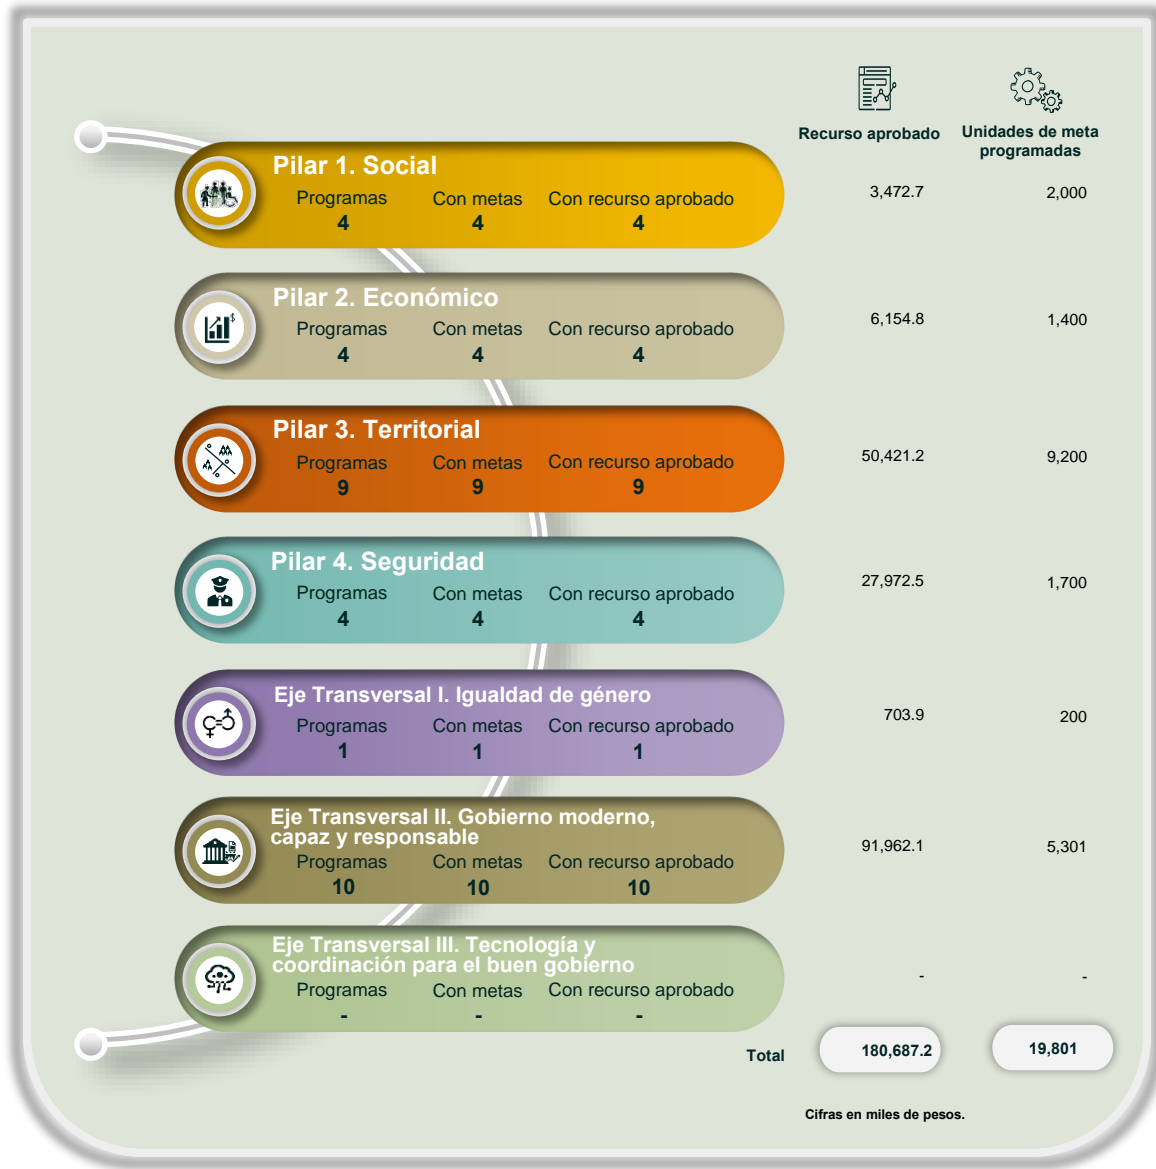 Recurso aprobado
Unidades de meta
programadas
Pilar 1. Social
Programas Con metas Con recurso aprobado
4 4 4
3,472.7 2,000
Pilar 2. Económico
Programas Con metas Con recurso aprobado
4 4 4
6,154.8 1,400
Pilar 3. Territorial
Programas Con metas Con recurso aprobado
9 9 9
50,421.2 9,200
Pilar 4. Seguridad
Programas Con metas Con recurso aprobado
4 4 4
27,972.5 1,700
Eje Transversal I. Igualdad de género
Programas Con metas Con recurso aprobado
1 1 1
703.9 200
Eje Transversal II. Gobierno moderno,
capaz y responsable
Programas Con metas Con recurso aprobado
10 10 10
91,962.1 5,301
Eje Transversal III. Tecnología y
coordinación para el buen gobierno
Programas Con metas Con recurso aprobado
- - -
- -
Total 180,687.2 19,801
Cifras en miles de pesos.